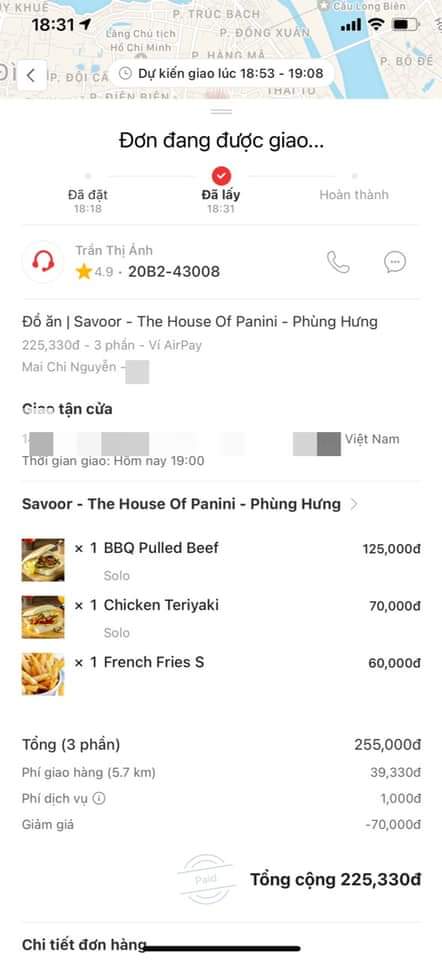 ỤY KHUÊ
P. TRÚC BẠCH
Cầu Long Biên
18:31
Lăng Chủ tịch
Hồ Chí Minh
P. ĐỒNG XUÂN
P. HÀNG MÃ
P. BỒ ĐỀ
P. ĐỘI CẤ
Dự kiến giao lúc 18:53 - 19:08
P. ĐIỆN BIÊN
Đơn đang được giao...
Đã đặt
18:18
Đã lấy
18:31
Hoàn thành
Trần Thị Ánh
4.9 · 20B2-43008
Đồ ăn | Savoor - The House Of Panini - Phùng Hưng
225,330đ - 3 phần - Ví AirPay
Mai Chi Nguyễn -
Giao tận cửa
Việt Nam
Thời gian giao: Hôm nay 19:00
Savoor - The House Of Panini - Phùng Hưng >
× 1 BBQ Pulled Beef 125,000đ
Solo
× 1 Chicken Teriyaki 70,000đ
Solo
× 1 French Fries S 60,000đ
Tổng (3 phần) 255,000đ
Phí giao hàng (5.7 km) 39,330đ
Phí dịch vụ 1,000đ
Giảm giá -70,000đ
Paid
Tổng cộng 225,330đ
Chi tiết đơn hàng